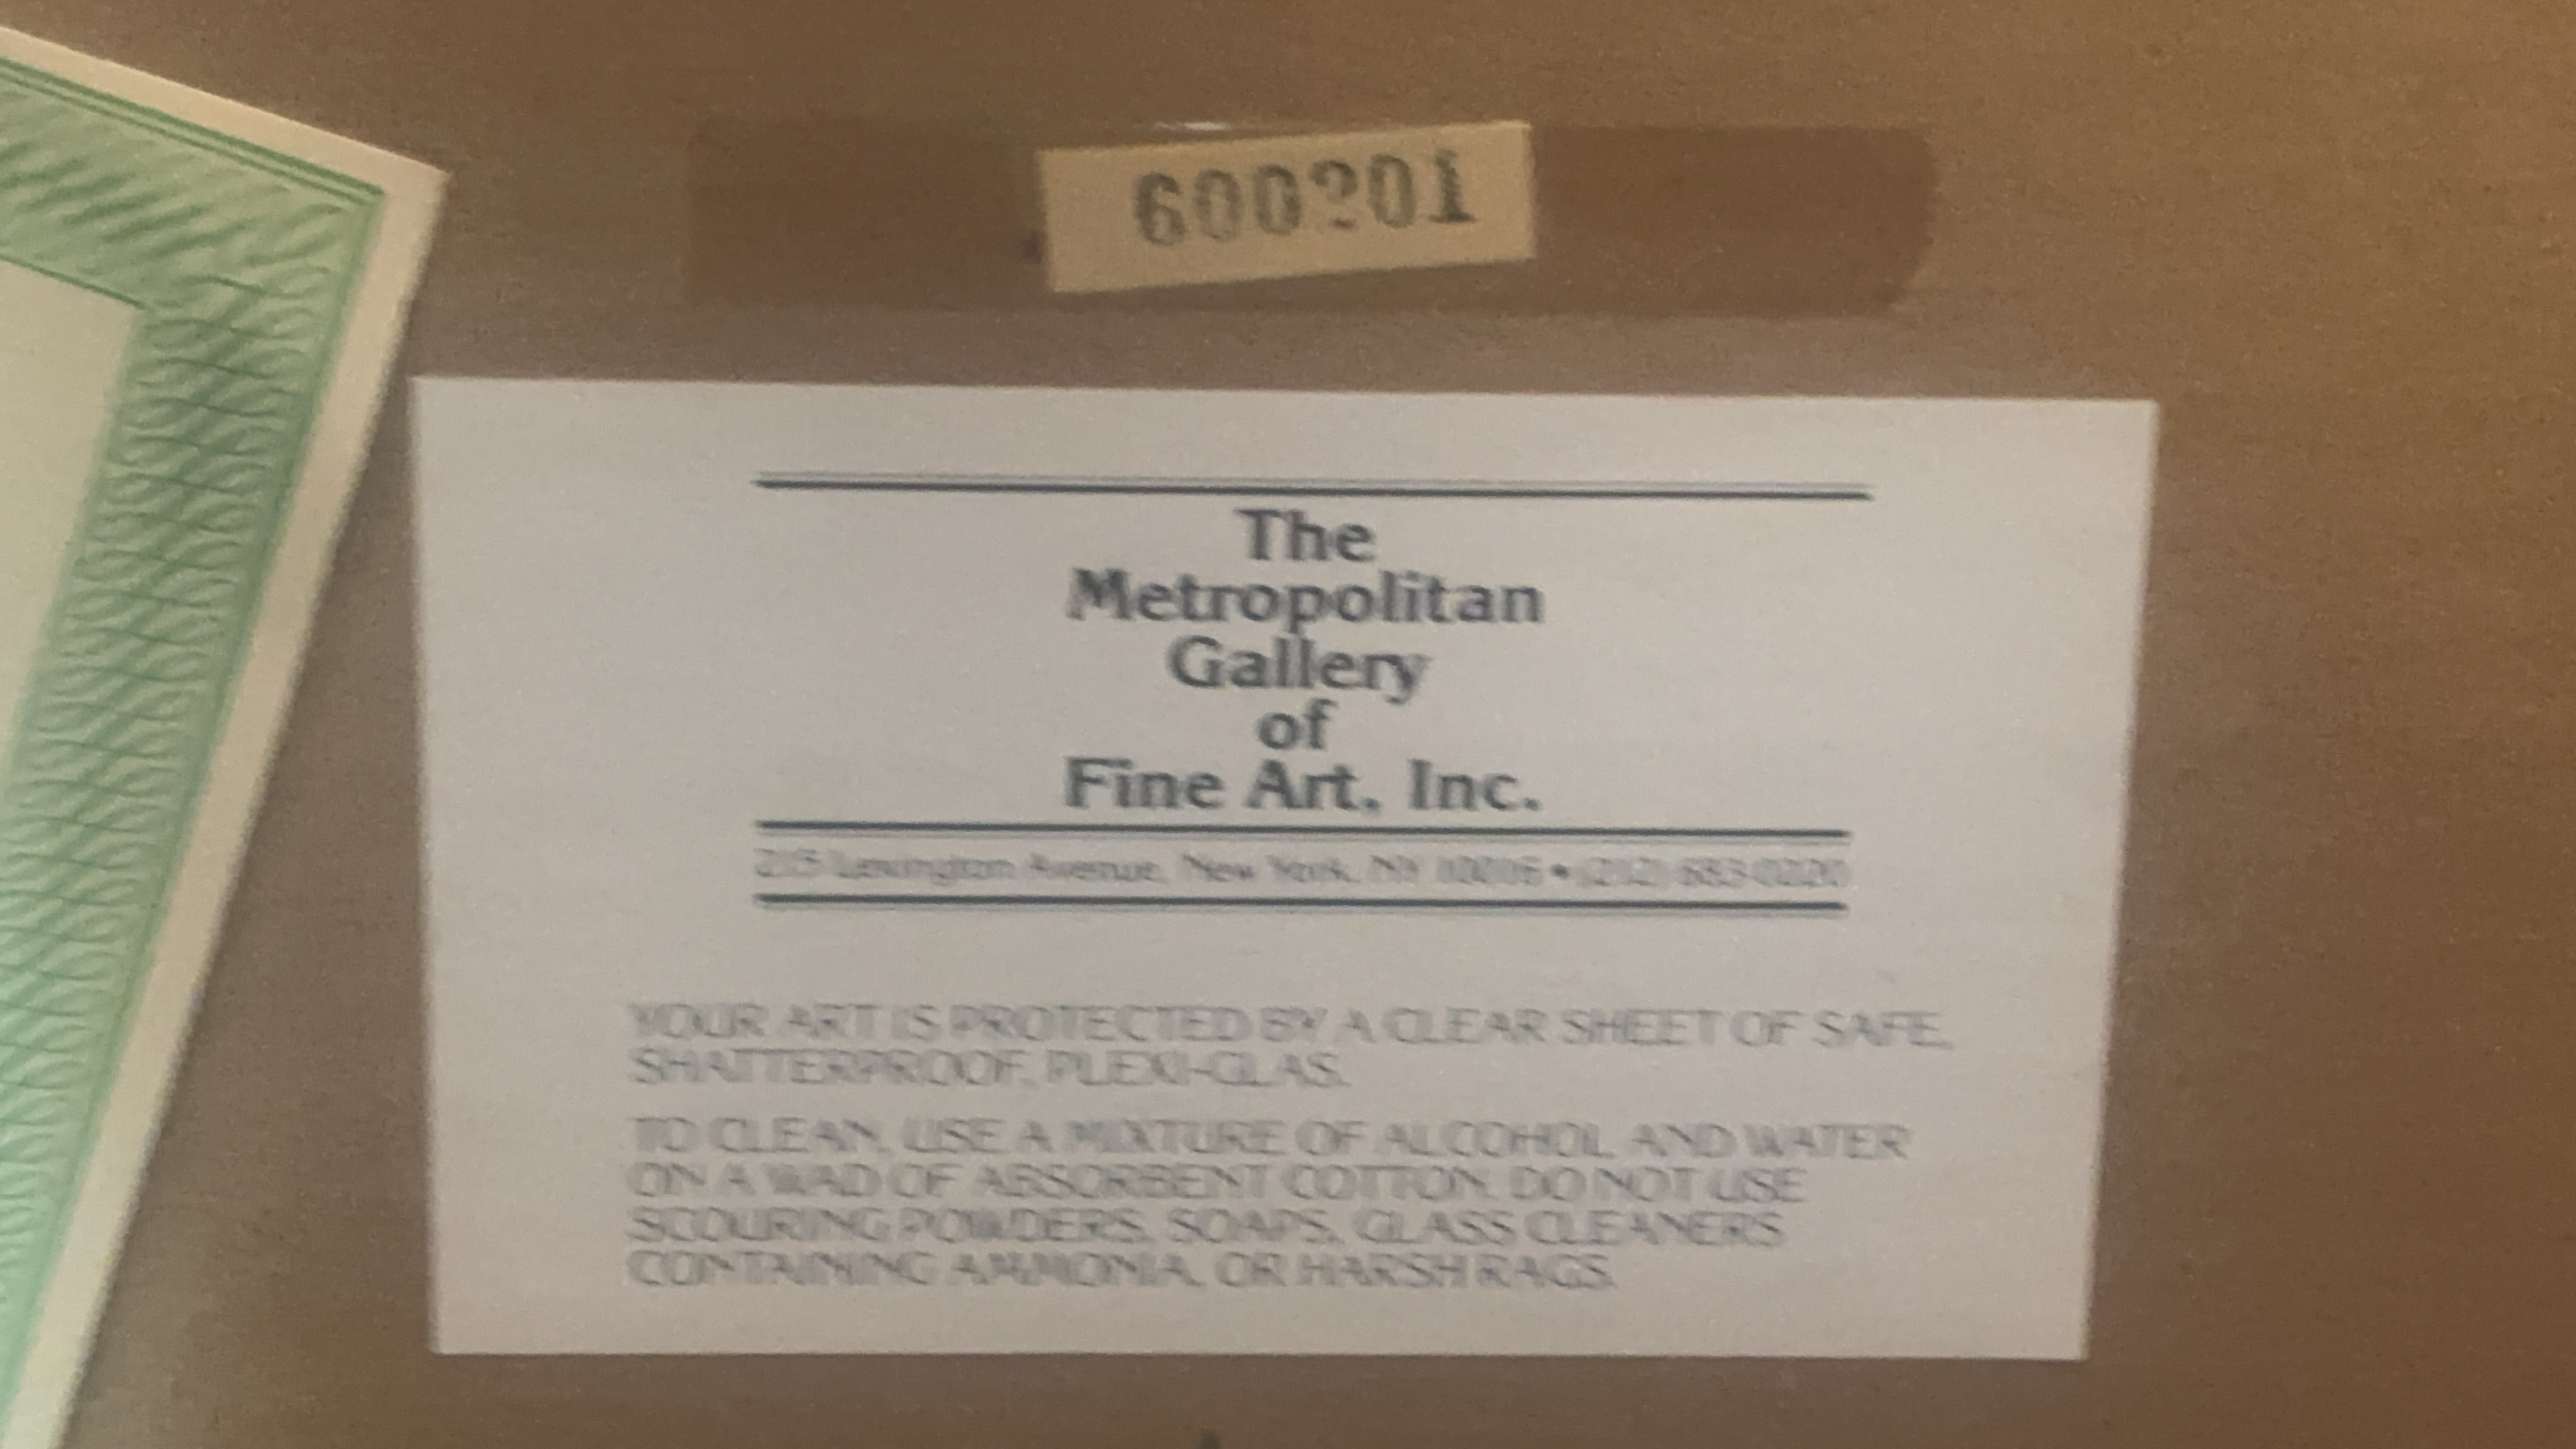 600201
The
Metropolitan
Gallery
of
Fine Art, Inc.
215 Lexington Avenue, New York, NY 10016 • (212) 683-0220
YOUR ART IS PROTECTED BY A CLEAR SHEET OF SAFE,
SHATTERPROOF, PLEXI-GLAS.
TO CLEAN, USE A MIXTURE OF ALCOHOL AND WATER
ON A WAD OF ABSORBENT COTTON. DO NOT USE
SCOURING POWDERS, SOAPS, GLASS CLEANERS
CONTAINING AMMONIA, OR HARSH RAGS.